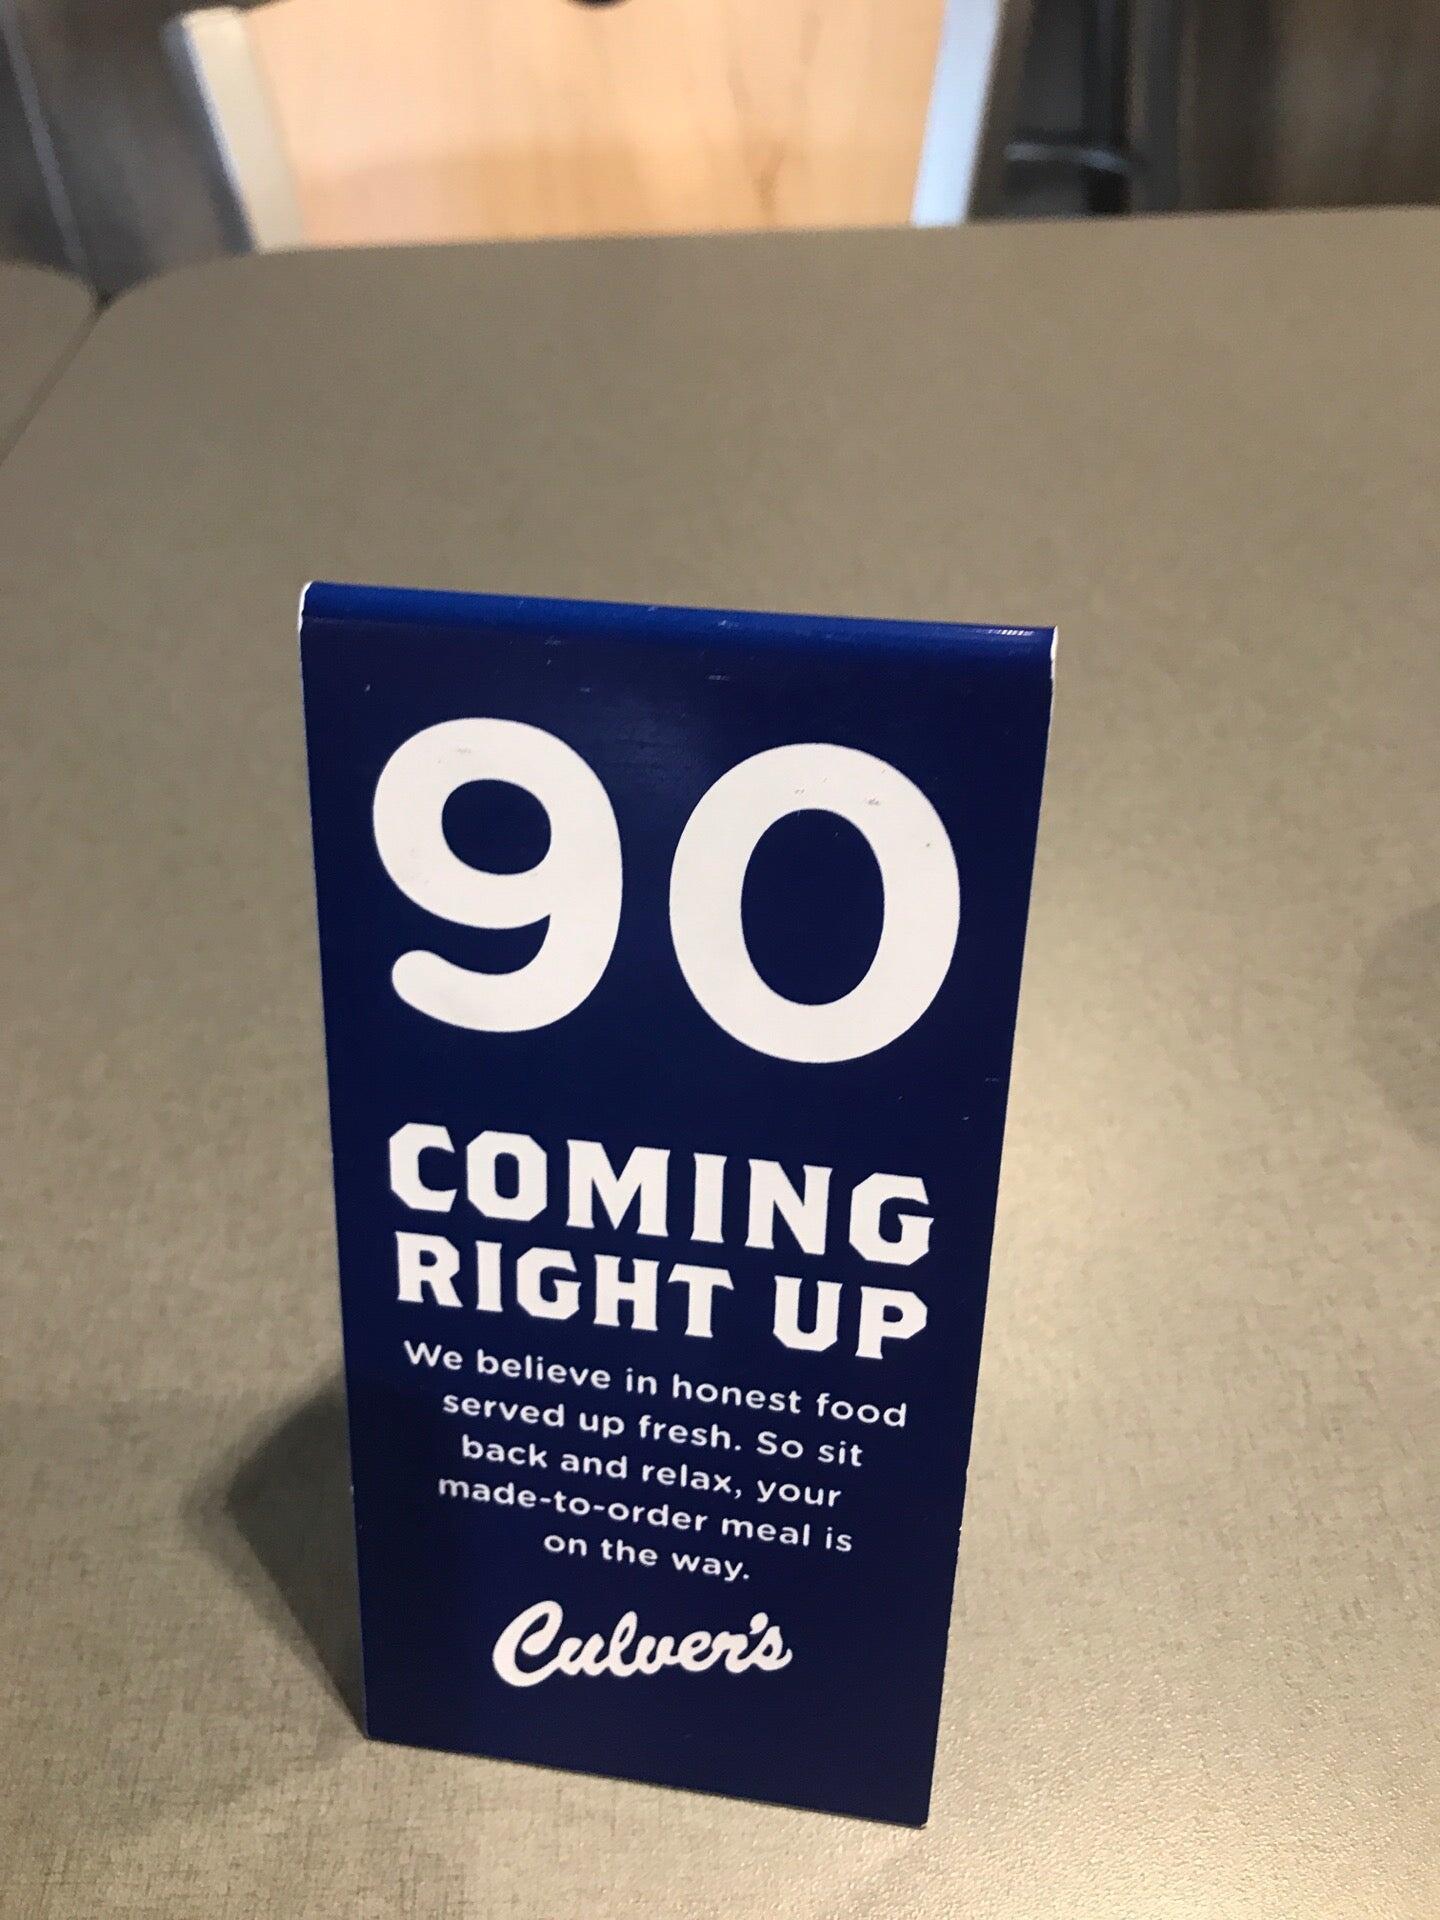 90
COMING
RIGHT UP
We believe in honest food
served up fresh. So sit
back and relax, your
made-to-order meal is
on the way.
Culver's